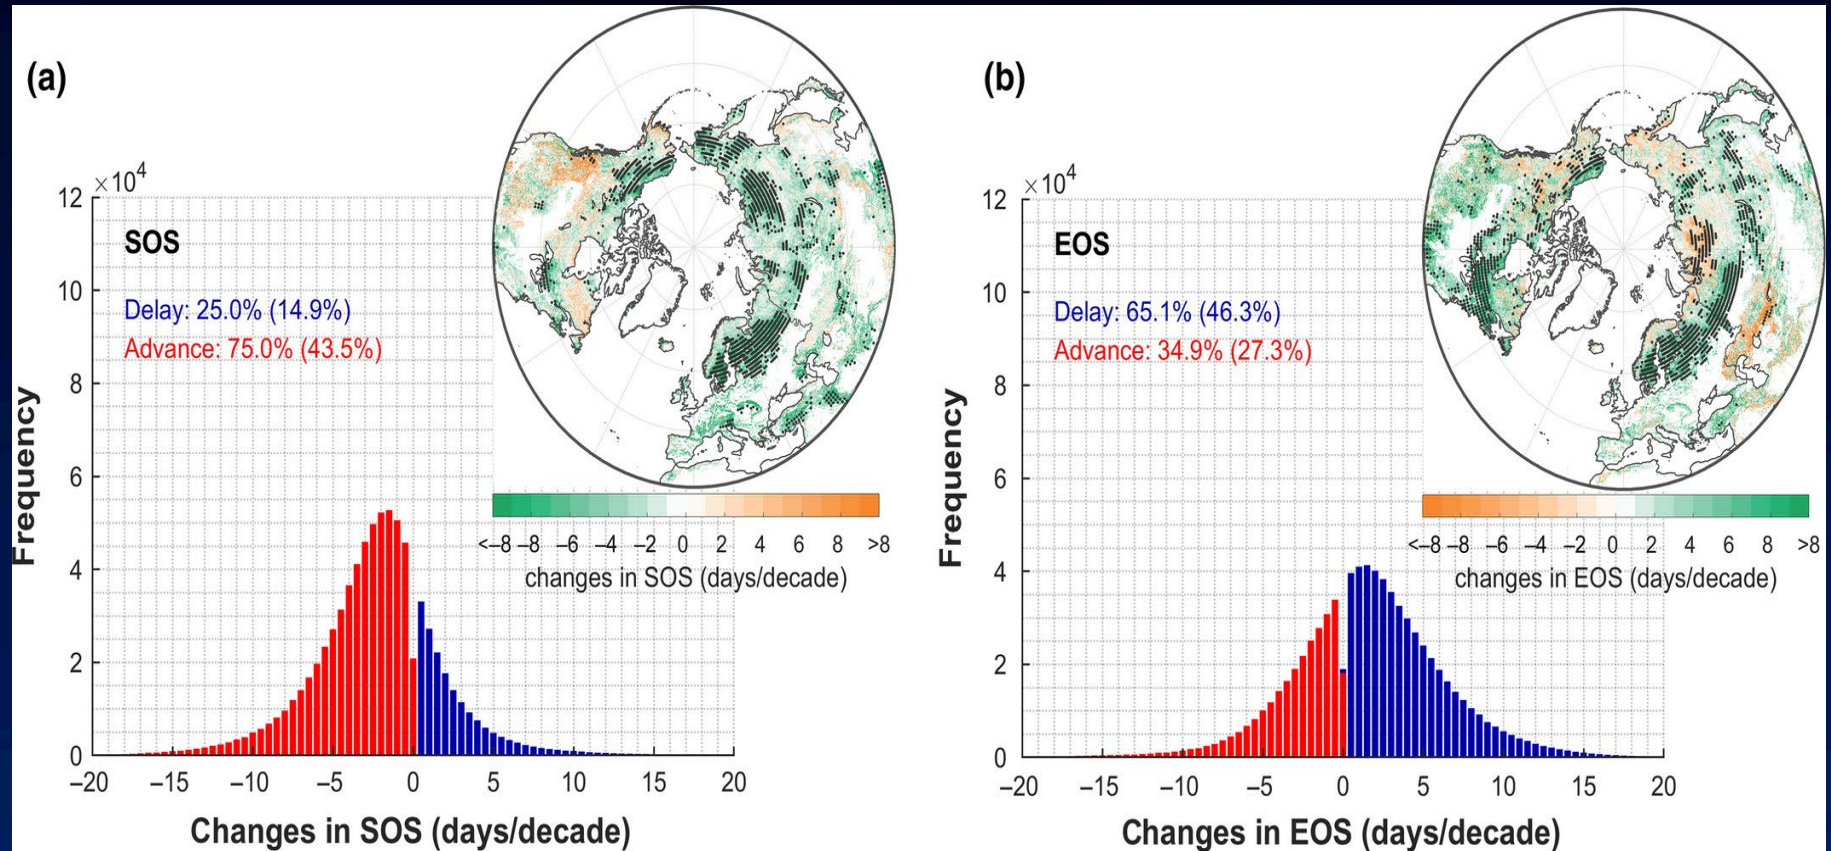 (a)
×10⁴
12
10
8
6
4
2
0
Frequency
SOS
Delay: 25.0% (14.9%)
Advance: 75.0% (43.5%)
<–8 –8 –6 –4 –2 0 2 4 6 8 >8
changes in SOS (days/decade)
–20 –15 –10 –5 0 5 10 15 20
Changes in SOS (days/decade)
(b)
×10⁴
12
10
8
6
4
2
0
Frequency
EOS
Delay: 65.1% (46.3%)
Advance: 34.9% (27.3%)
<–8 –8 –6 –4 –2 0 2 4 6 8 >8
changes in EOS (days/decade)
–20 –15 –10 –5 0 5 10 15 20
Changes in EOS (days/decade)